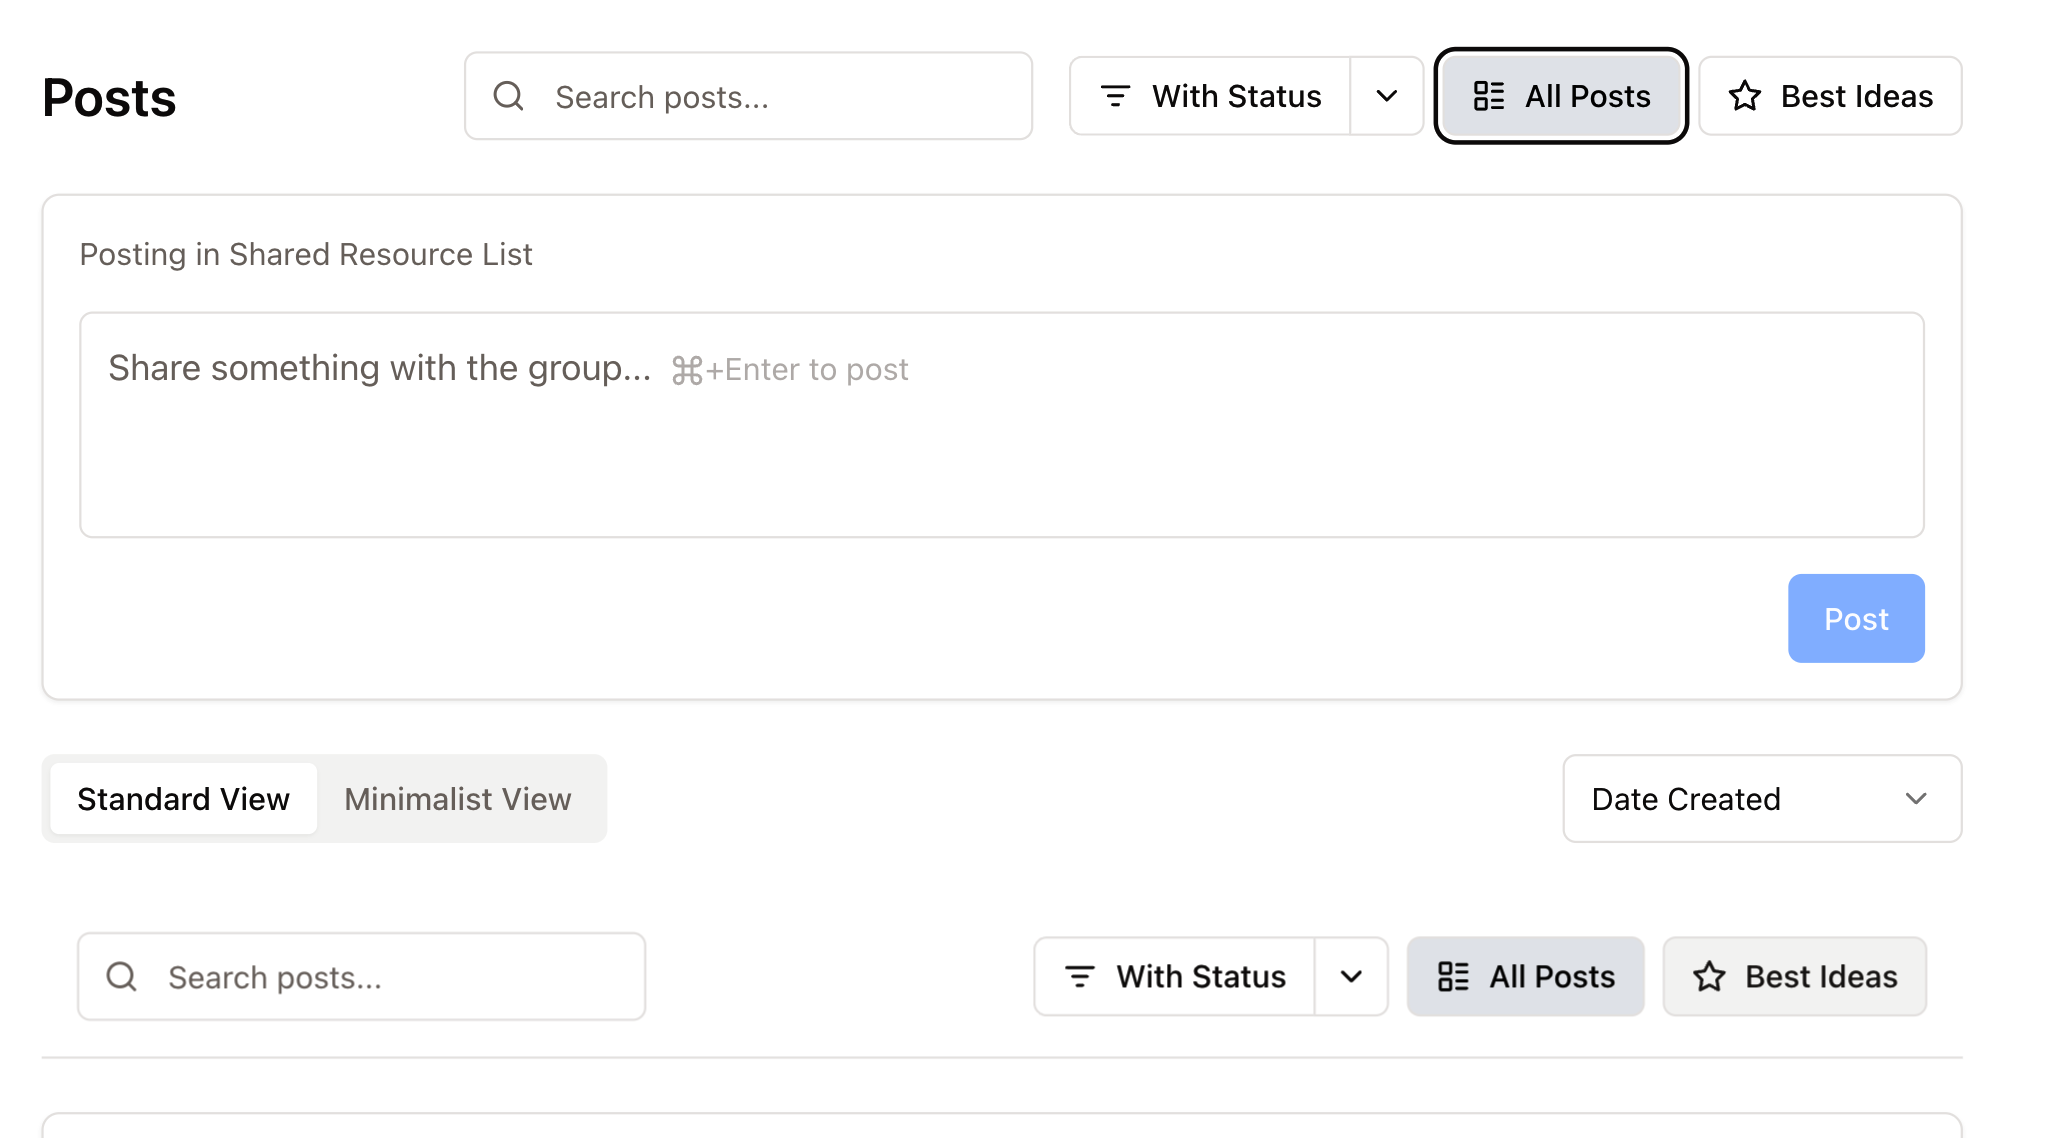 Posts
Search posts...
With Status
All Posts
Best Ideas
Posting in Shared Resource List
Share something with the group... ⌘+Enter to post
Post
Standard View
Minimalist View
Date Created
Search posts...
With Status
All Posts
Best Ideas